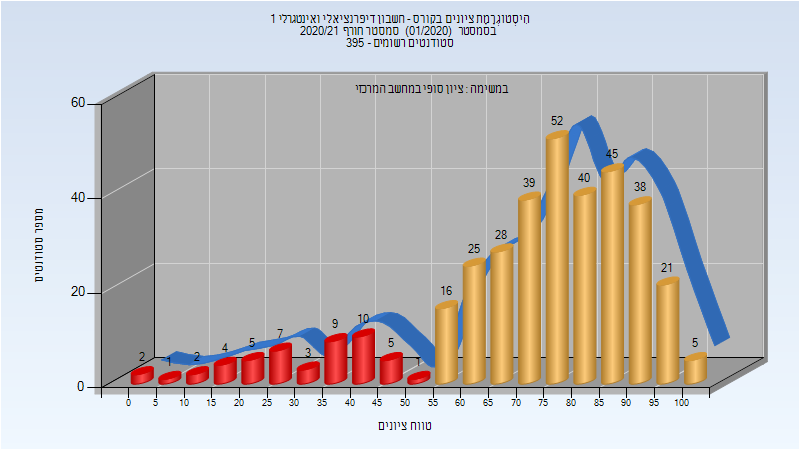 היסטוגרמת ציונים בקורס - חשבון דיפרנציאלי ואינטגרלי 1
בסמסטר (01/2020) סמסטר חורף 2020/21
סטודנטים רשומים - 395
במשימה : ציון סופי במחשב המרכזי
60
40
20
0
מספר סטודנטים
2 1 2 4 5 7 3 9 10 5 1 16 25 28 39 52 40 45 38 21 5
0 5 10 15 20 25 30 35 40 45 50 55 60 65 70 75 80 85 90 95 100
טווח ציונים